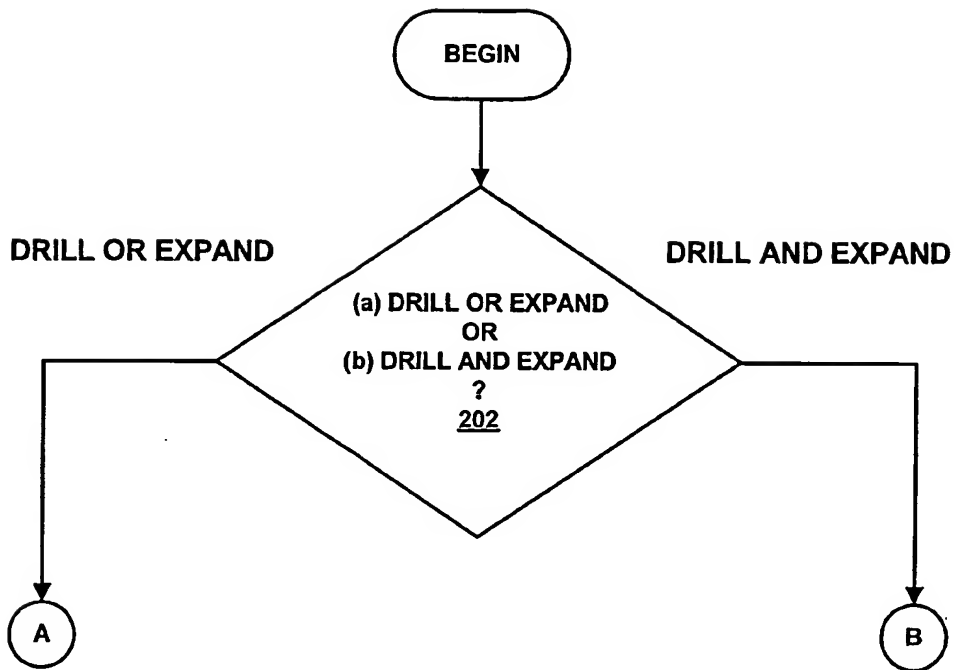 BEGIN
DRILL OR EXPAND
DRILL AND EXPAND
(a) DRILL OR EXPAND
OR
(b) DRILL AND EXPAND
?
202
A
B